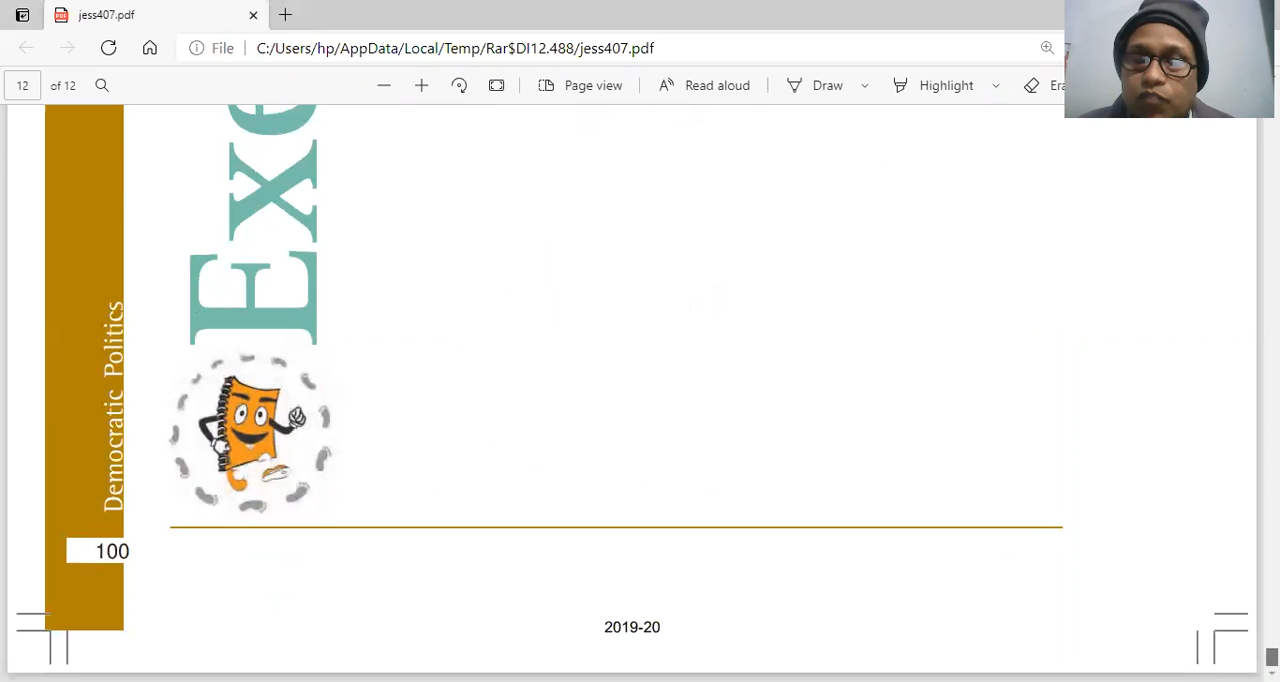 jess407.pdf
File C:/Users/hp/AppData/Local/Temp/Rar$DI12.488/jess407.pdf
12 of 12 Page view Read aloud Draw Highlight Era
Exe
Democratic Politics
100
2019-20